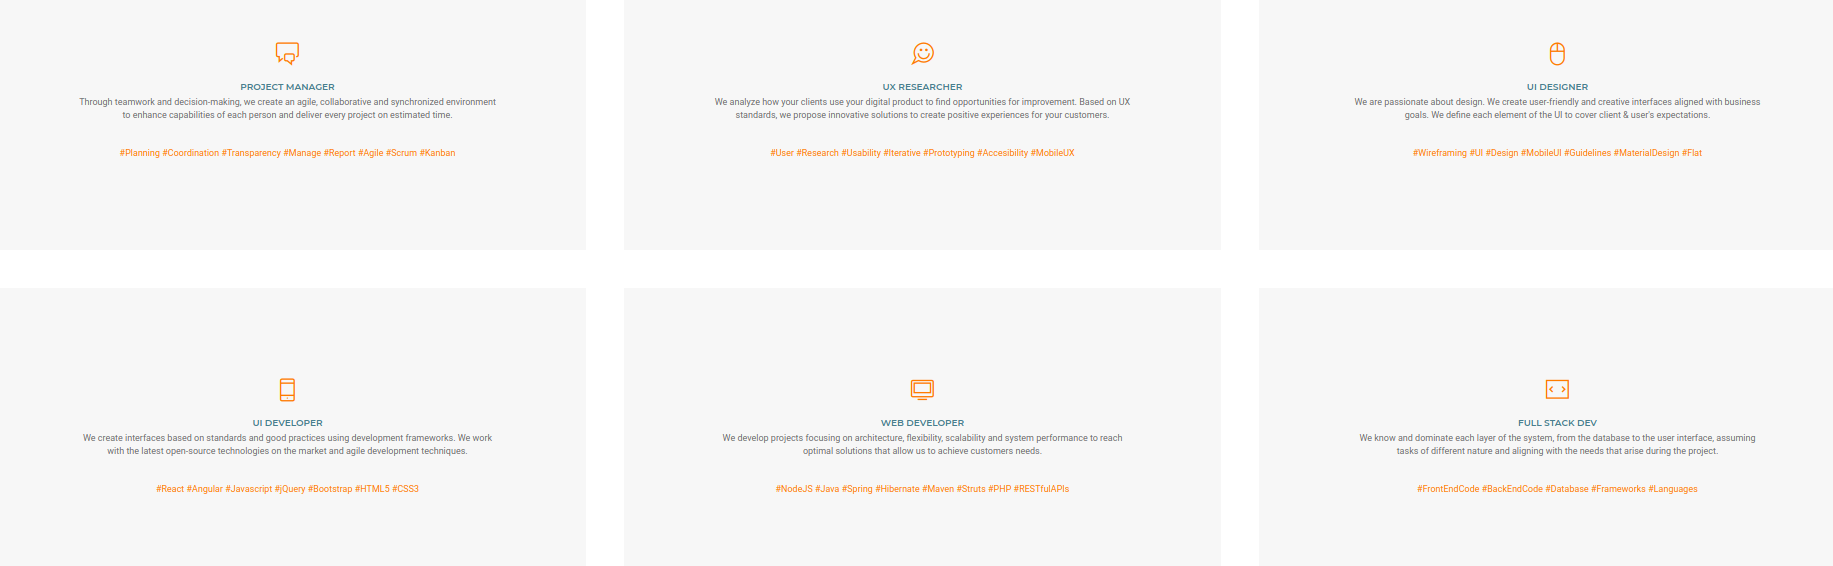 PROJECT MANAGER
Through teamwork and decision-making, we create an agile, collaborative and synchronized environment
to enhance capabilities of each person and deliver every project on estimated time.
#Planning #Coordination #Transparency #Manage #Report #Agile #Scrum #Kanban
UX RESEARCHER
We analyze how your clients use your digital product to find opportunities for improvement. Based on UX
standards, we propose innovative solutions to create positive experiences for your customers.
#User #Research #Usability #Iterative #Prototyping #Accesibility #MobileUX
UI DESIGNER
We are passionate about design. We create user-friendly and creative interfaces aligned with business
goals. We define each element of the UI to cover client & user's expectations.
#Wireframing #UI #Design #MobileUI #Guidelines #MaterialDesign #Flat
UI DEVELOPER
We create interfaces based on standards and good practices using development frameworks. We work
with the latest open-source technologies on the market and agile development techniques.
#React #Angular #Javascript #jQuery #Bootstrap #HTML5 #CSS3
WEB DEVELOPER
We develop projects focusing on architecture, flexibility, scalability and system performance to reach
optimal solutions that allow us to achieve customers needs.
#NodeJS #Java #Spring #Hibernate #Maven #Struts #PHP #RESTfulAPIs
FULL STACK DEV
We know and dominate each layer of the system, from the database to the user interface, assuming
tasks of different nature and aligning with the needs that arise during the project.
#FrontEndCode #BackEndCode #Database #Frameworks #Languages